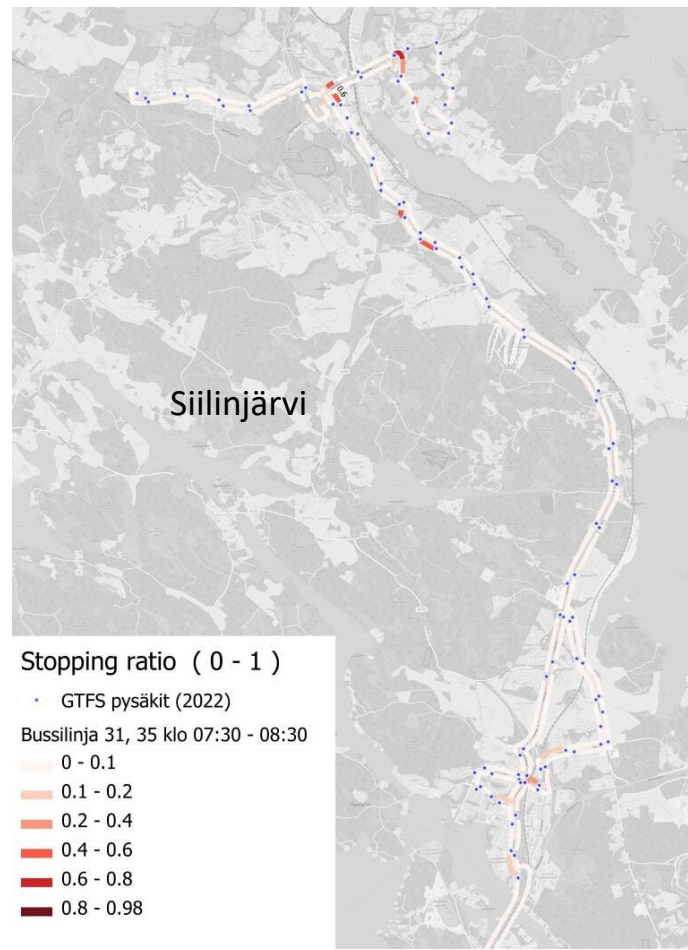 0.6
Siilinjärvi
Stopping ratio ( 0 - 1 )
GTFS pysäkit (2022)
Bussilinja 31, 35 klo 07:30 - 08:30
0 - 0.1
0.1 - 0.2
0.2 - 0.4
0.4 - 0.6
0.6 - 0.8
0.8 - 0.98